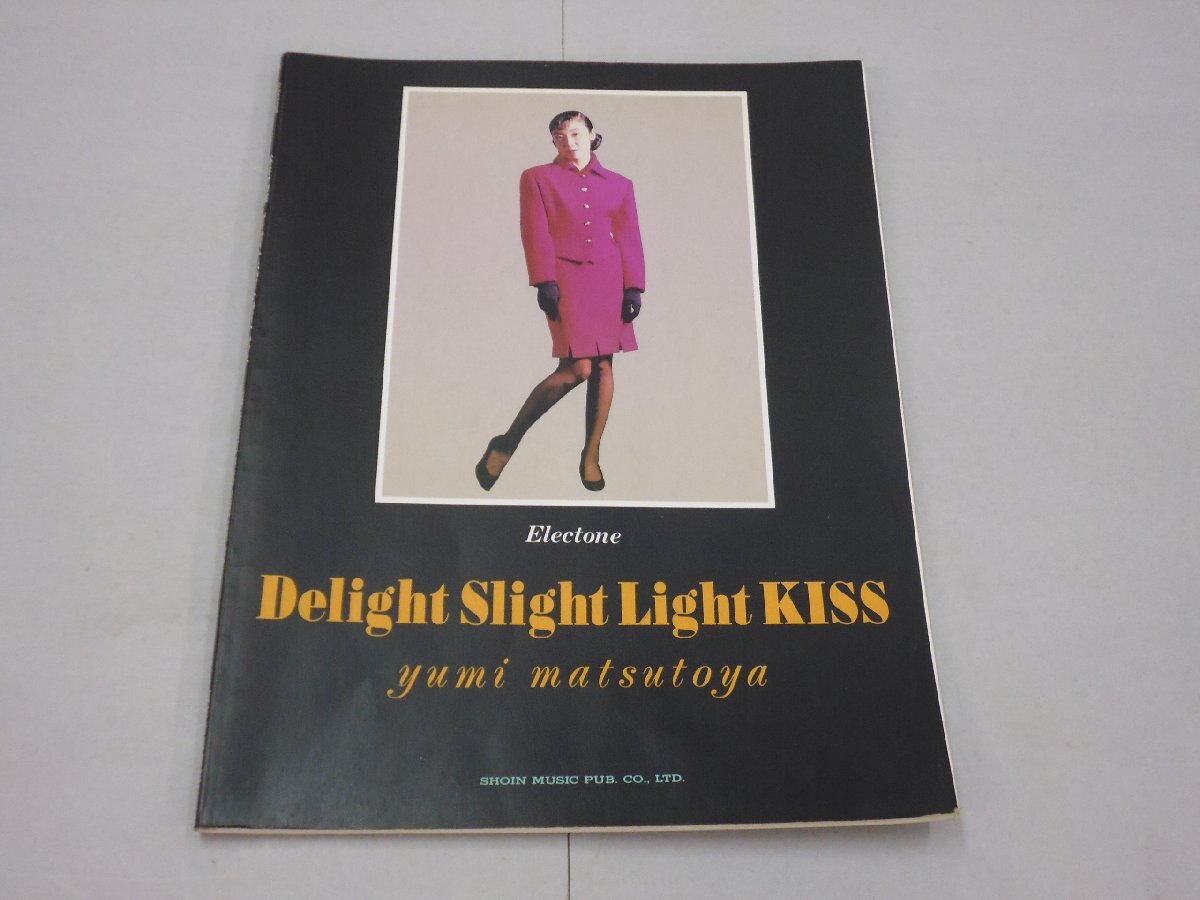 Electone
Delight Slight Light KISS
yumi matsutoya
SHOIN MUSIC PUB. CO., LTD.